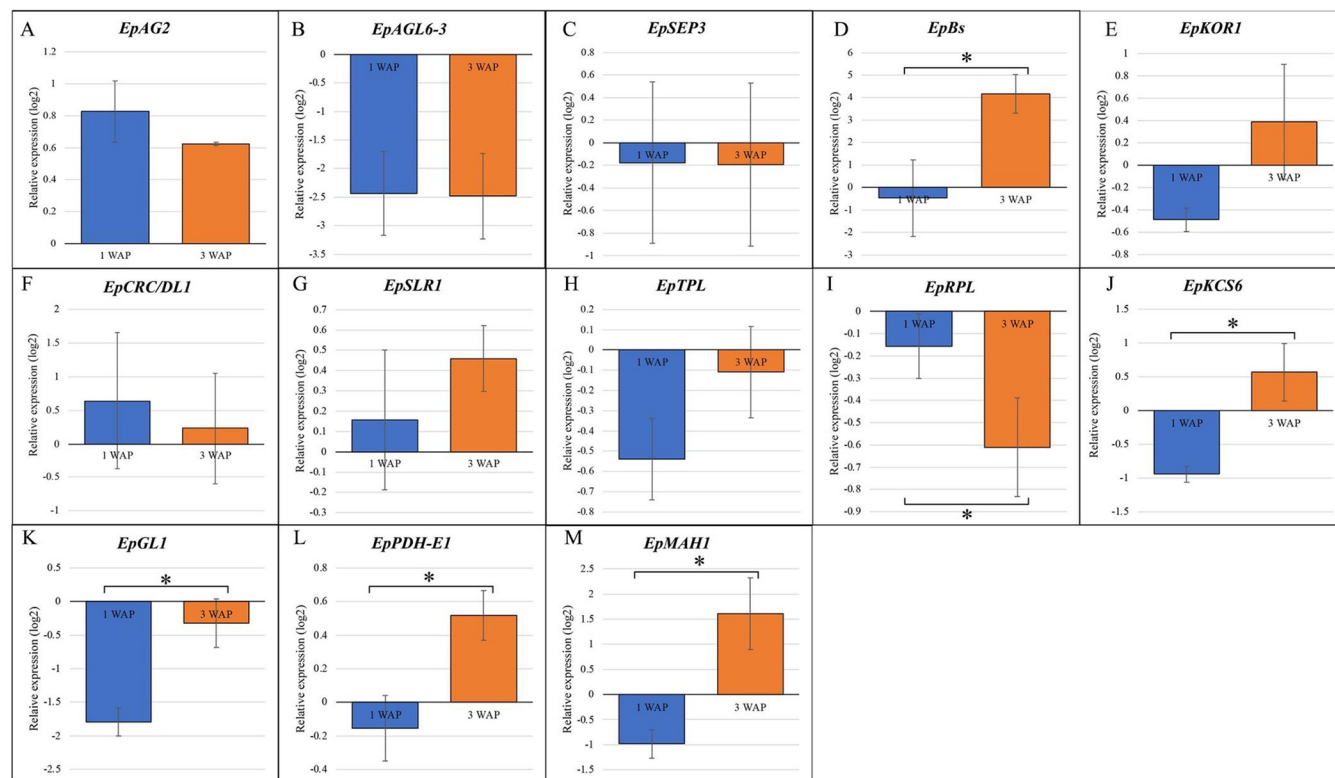 A
EpAG2
Relative expression (log2)
1.2
1
0.8
0.6
0.4
0.2
0
1 WAP
3 WAP
B
EpAGL6-3
Relative expression (log2)
0
-0.5
-1
-1.5
-2
-2.5
-3
-3.5
1 WAP
3 WAP
C
EpSEP3
Relative expression (log2)
0.8
0.6
0.4
0.2
0
-0.2
-0.4
-0.6
-0.8
-1
1 WAP
3 WAP
D
EpBs
Relative expression (log2)
6
5
4
3
2
1
0
-1
-2
-3
*
1 WAP
3 WAP
E
EpKOR1
Relative expression (log2)
1
0.8
0.6
0.4
0.2
0
-0.2
-0.4
-0.6
-0.8
1 WAP
3 WAP
F
EpCRC/DL1
Relative expression (log2)
2
1.5
1
0.5
0
-0.5
-1
1 WAP
3 WAP
G
EpSLR1
Relative expression (log2)
0.7
0.6
0.5
0.4
0.3
0.2
0.1
0
-0.1
-0.2
-0.3
1 WAP
3 WAP
H
EpTPL
Relative expression (log2)
0.2
0.1
0
-0.1
-0.2
-0.3
-0.4
-0.5
-0.6
-0.7
-0.8
1 WAP
3 WAP
I
EpRPL
Relative expression (log2)
0
-0.1
-0.2
-0.3
-0.4
-0.5
-0.6
-0.7
-0.8
-0.9
1 WAP
3 WAP
*
J
EpKCS6
Relative expression (log2)
1.5
1
0.5
0
-0.5
-1
-1.5
*
1 WAP
3 WAP
K
EpGL1
Relaive expression (log2)
1
0.5
0
-0.5
-1
-1.5
-2
-2.5
*
1 WAP
3 WAP
L
EpPDH-E1
Relative expression (log2)
0.8
0.6
0.4
0.2
0
-0.2
-0.4
*
1 WAP
3 WAP
M
EpMAH1
Relative expression (log2)
2.5
2
1.5
1
0.5
0
-0.5
-1
-1.5
*
1 WAP
3 WAP